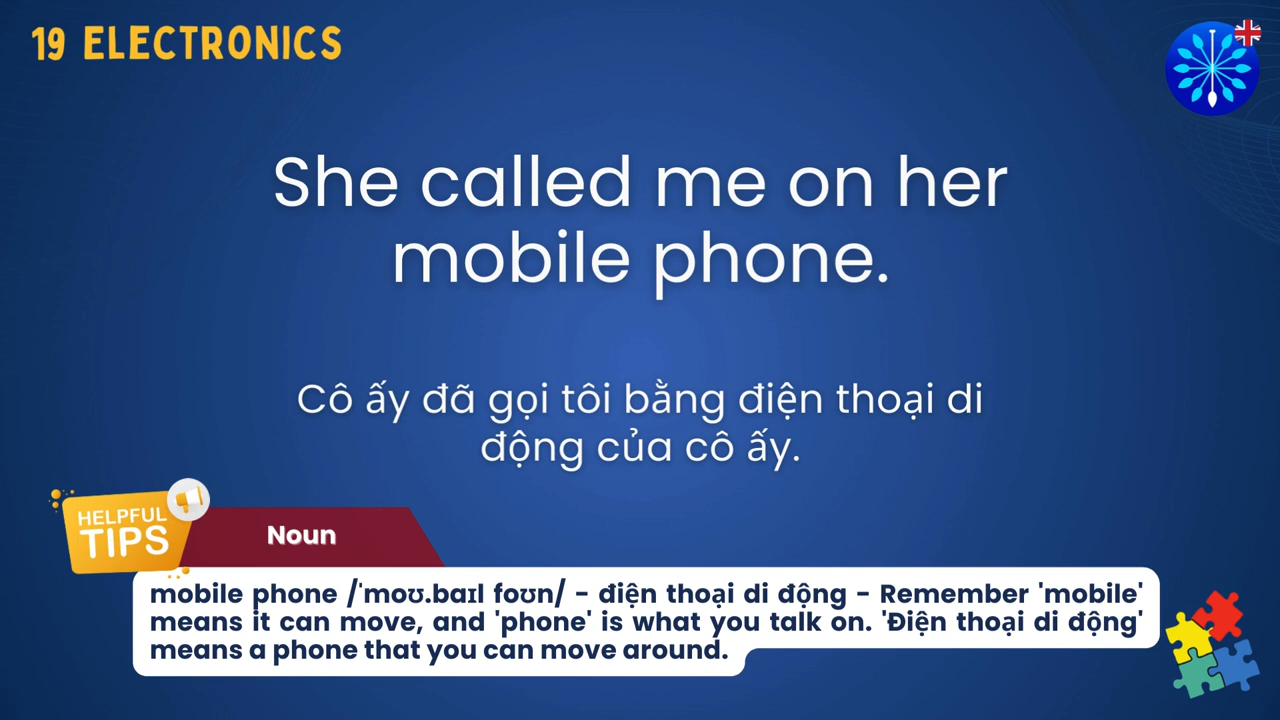 19 ELECTRONICS
She called me on her
mobile phone.
Cô ấy đã gọi tôi bằng điện thoại di
động của cô ấy.
HELPFUL
TIPS
Noun
mobile phone /ˈmoʊ.baɪl foʊn/ - điện thoại di động - Remember 'mobile'
means it can move, and 'phone' is what you talk on. 'Điện thoại di động'
means a phone that you can move around.